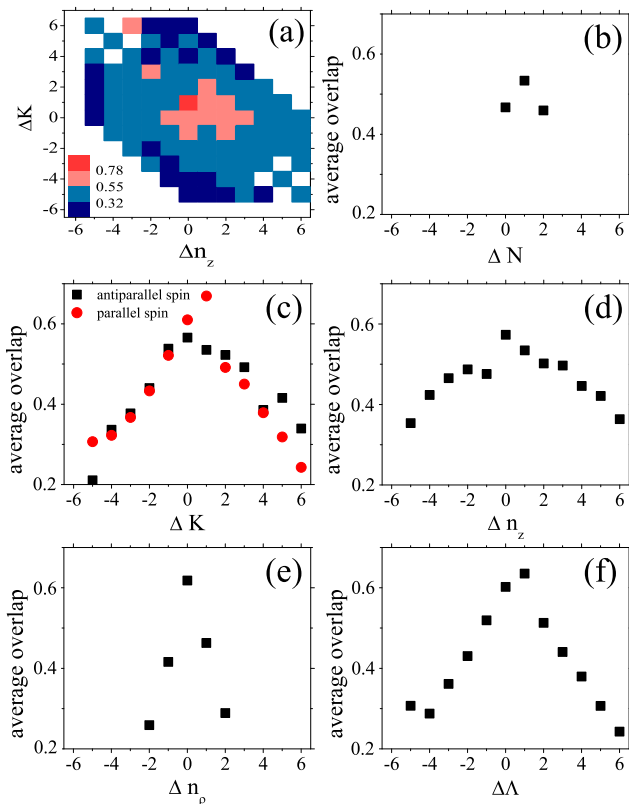 (a)
ΔK
6
4
2
0
-2
-4
-6
0.78
0.55
0.32
-6 -4 -2 0 2 4 6
Δn_z
(b)
average overlap
0.6
0.4
0.2
-6 -4 -2 0 2 4 6
Δ N
(c)
antiparallel spin
parallel spin
average overlap
0.6
0.4
0.2
-6 -4 -2 0 2 4 6
Δ K
(d)
average overlap
0.6
0.4
0.2
-6 -4 -2 0 2 4 6
Δ n_z
(e)
average overlap
0.6
0.4
0.2
-6 -4 -2 0 2 4 6
Δ n_ρ
(f)
average overlap
0.6
0.4
0.2
-6 -4 -2 0 2 4 6
ΔΛ